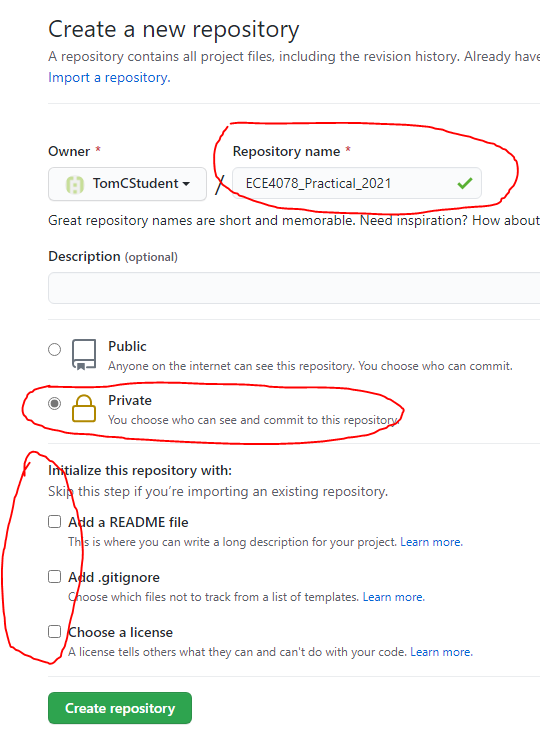 Create a new repository
A repository contains all project files, including the revision history. Already have
Import a repository.
Owner *
Repository name *
TomCStudent
/
ECE4078_Practical_2021
Great repository names are short and memorable. Need inspiration? How about
Description (optional)
Public
Anyone on the internet can see this repository. You choose who can commit.
Private
You choose who can see and commit to this repository.
Initialize this repository with:
Skip this step if you're importing an existing repository.
Add a README file
This is where you can write a long description for your project. Learn more.
Add .gitignore
Choose which files not to track from a list of templates. Learn more.
Choose a license
A license tells others what they can and can't do with your code. Learn more.
Create repository